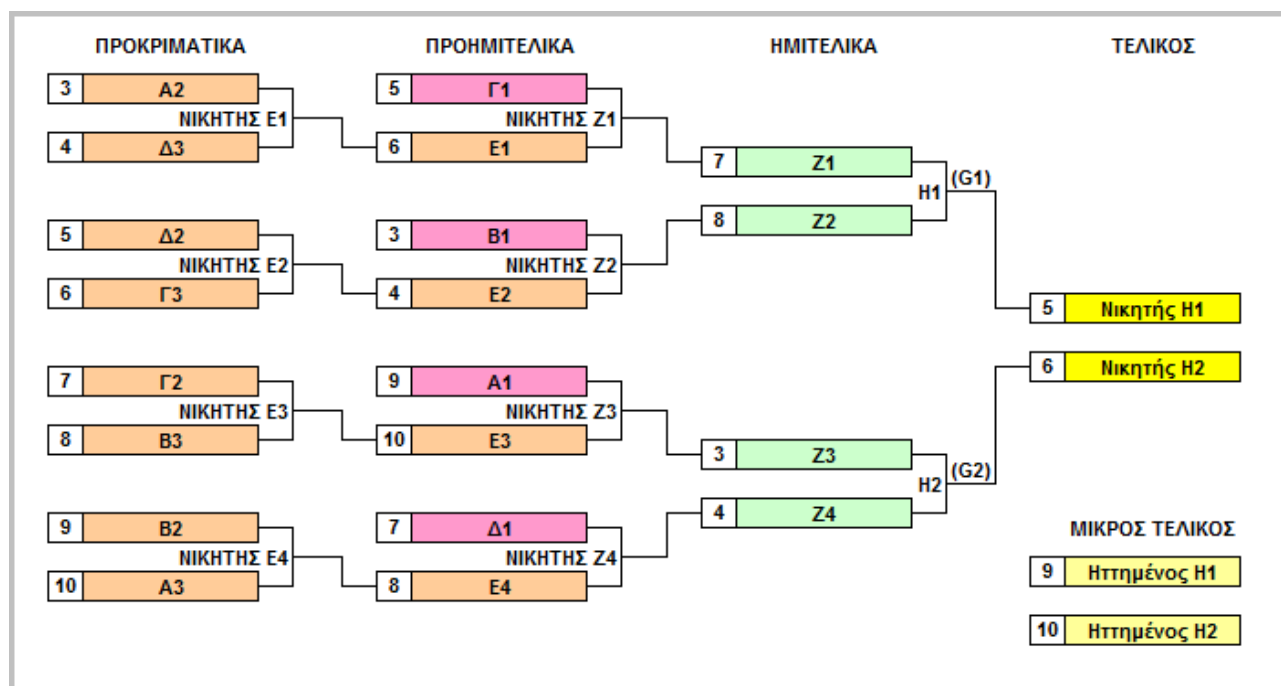 ΠΡΟΚΡΙΜΑΤΙΚΑ ΠΡΟΗΜΙΤΕΛΙΚΑ ΗΜΙΤΕΛΙΚΑ ΤΕΛΙΚΟΣ
3 Α2 5 Γ1
ΝΙΚΗΤΗΣ Ε1 ΝΙΚΗΤΗΣ Ζ1
4 Δ3 6 Ε1
7 Ζ1
Η1 (G1)
5 Δ2 3 Β1 8 Ζ2
ΝΙΚΗΤΗΣ Ε2 ΝΙΚΗΤΗΣ Ζ2
6 Γ3 4 Ε2
5 Νικητής Η1
7 Γ2 9 Α1 6 Νικητής Η2
ΝΙΚΗΤΗΣ Ε3 ΝΙΚΗΤΗΣ Ζ3
8 Β3 10 Ε3
3 Ζ3
Η2 (G2)
9 Β2 7 Δ1 4 Ζ4
ΜΙΚΡΟΣ ΤΕΛΙΚΟΣ
ΝΙΚΗΤΗΣ Ε4 ΝΙΚΗΤΗΣ Ζ4
10 Α3 8 Ε4 9 Ηττημένος Η1
10 Ηττημένος Η2